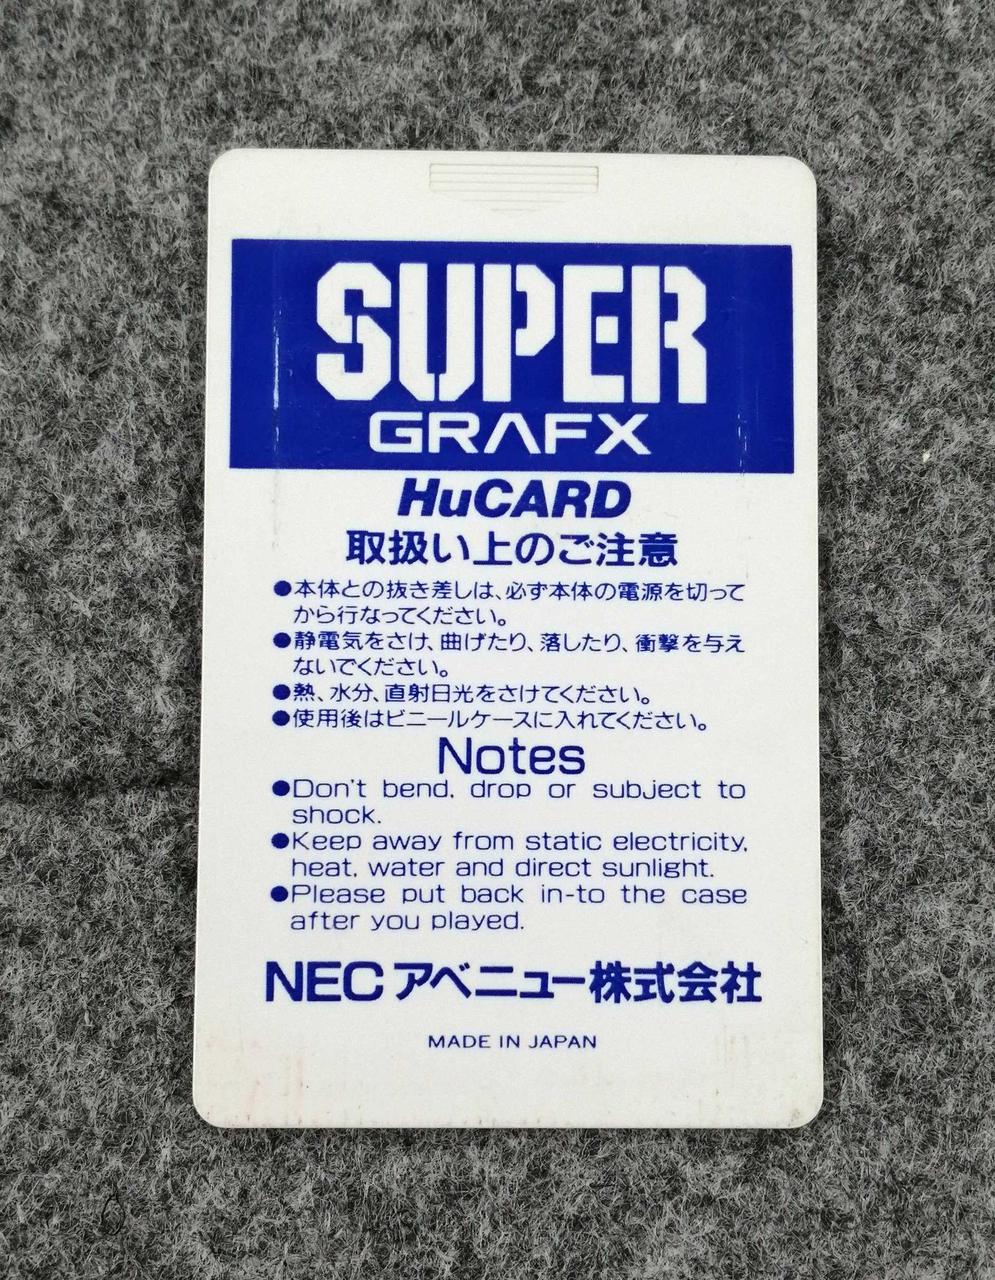 SUPER
GRAFX
HuCARD
取扱い上のご注意
●本体との抜き差しは、必ず本体の電源を切って
から行なってください。
●静電気をさけ、曲げたり、落したり、衝撃を与え
ないでください。
●熱、水分、直射日光をさけてください。
●使用後はビニールケースに入れてください。
Notes
●Don't bend, drop or subject to
shock.
●Keep away from static electricity,
heat, water and direct sunlight.
●Please put back in-to the case
after you played.
NECアベニュー株式会社
MADE IN JAPAN